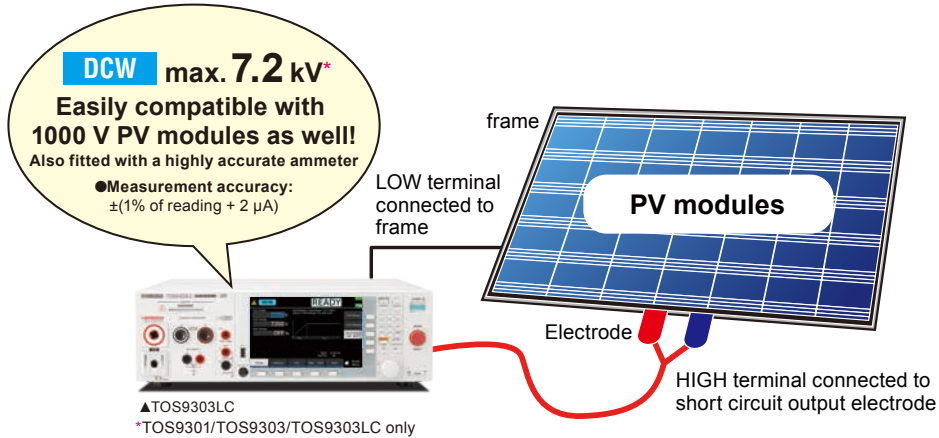 DCW max. 7.2 kV*
Easily compatible with
1000 V PV modules as well!
Also fitted with a highly accurate ammeter
●Measurement accuracy:
±(1% of reading + 2 µA)
frame
LOW terminal
connected to
frame
PV modules
READY
Electrode
HIGH terminal connected to
short circuit output electrode
▲TOS9303LC
*TOS9301/TOS9303/TOS9303LC only